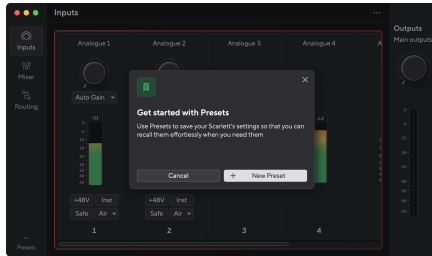 Inputs
Outputs
Inputs
Mixer
Routing
Presets
Analogue 1
Analogue 2
Analogue 3
Analogue 4
A
Main outputs
Auto Gain
Get started with Presets
Use Presets to save your Scarlett's settings so that you can
recall them effortlessly when you need them
Cancel
+ New Preset
+48V Inst
+48V Inst
Safe Air
Safe Air
1
2
3
4